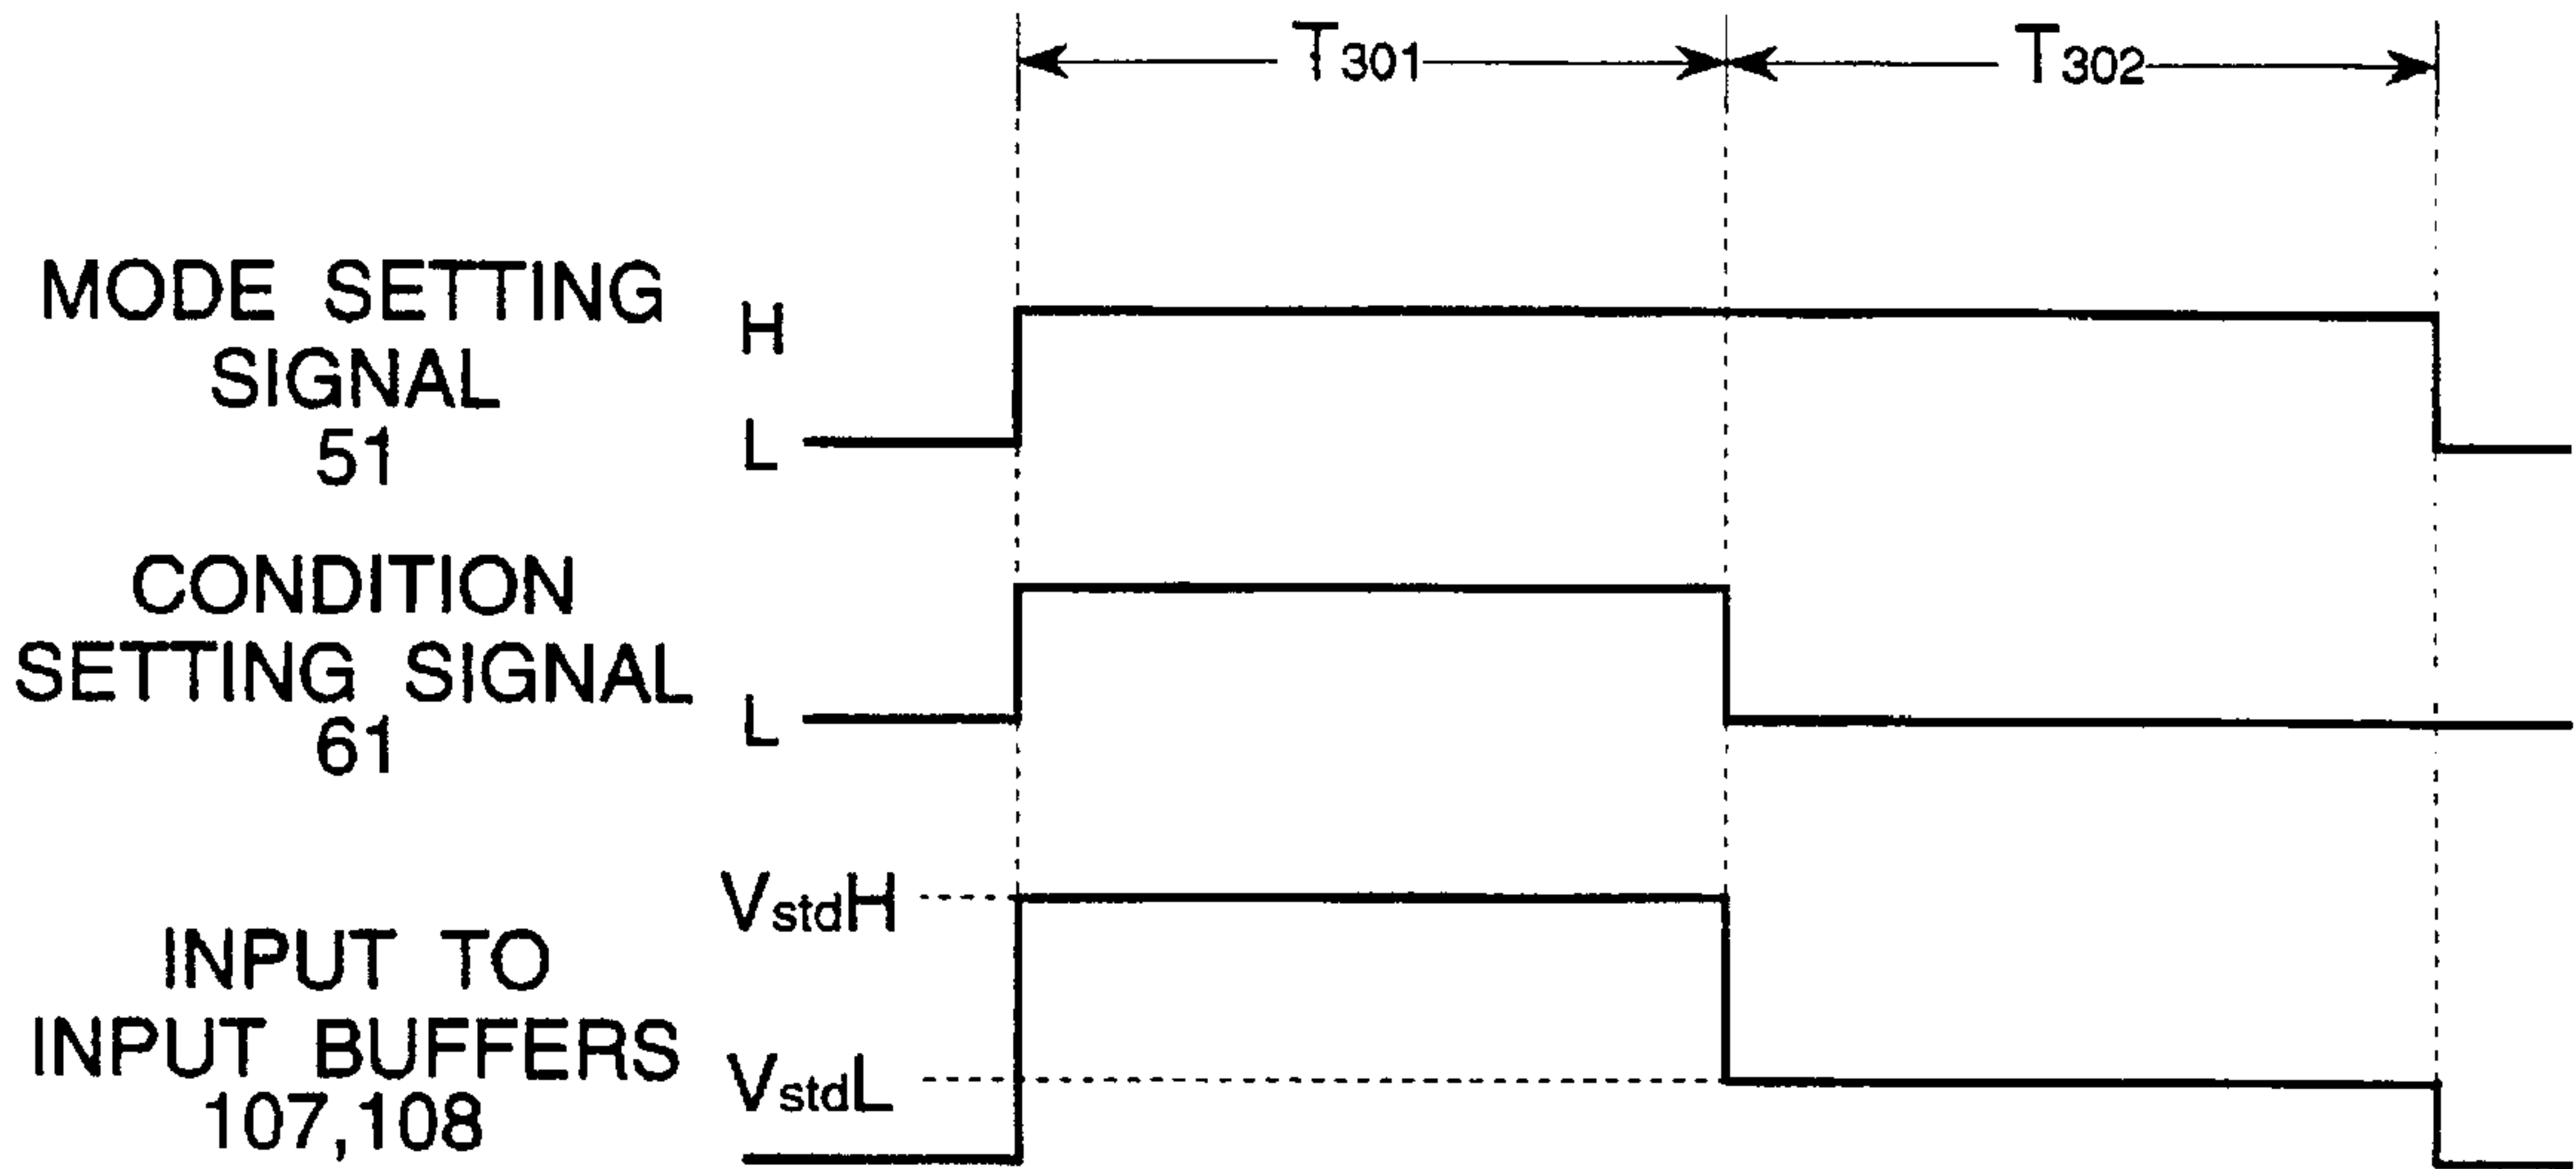 T301
T302
MODE SETTING
SIGNAL
51
H
L
CONDITION
SETTING SIGNAL
61
L
INPUT TO
INPUT BUFFERS
107,108
VstdH
VstdL